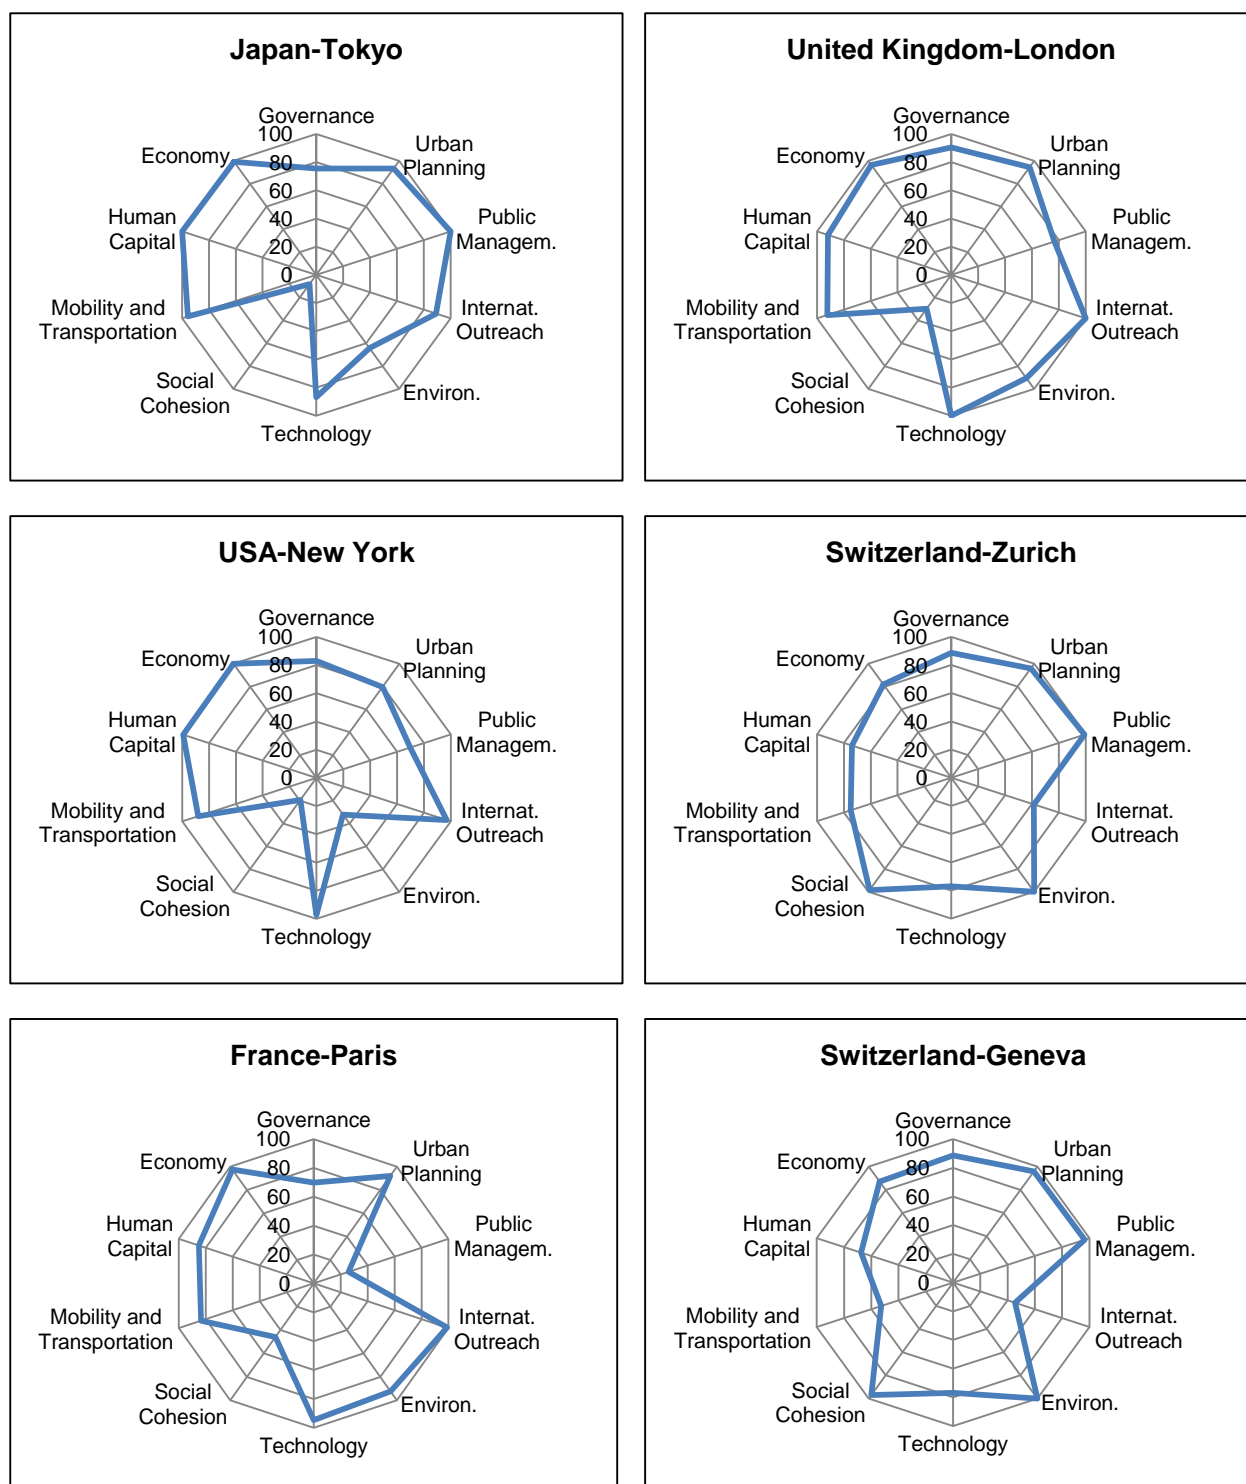 Japan-Tokyo
Governance
Urban
Planning
Public
Managem.
Internat.
Outreach
Environ.
Technology
Social
Cohesion
Mobility and
Transportation
Human
Capital
Economy
100
80
60
40
20
0
United Kingdom-London
Governance
Urban
Planning
Public
Managem.
Internat.
Outreach
Environ.
Technology
Social
Cohesion
Mobility and
Transportation
Human
Capital
Economy
100
80
60
40
20
0
USA-New York
Governance
Urban
Planning
Public
Managem.
Internat.
Outreach
Environ.
Technology
Social
Cohesion
Mobility and
Transportation
Human
Capital
Economy
100
80
60
40
20
0
Switzerland-Zurich
Governance
Urban
Planning
Public
Managem.
Internat.
Outreach
Environ.
Technology
Social
Cohesion
Mobility and
Transportation
Human
Capital
Economy
100
80
60
40
20
0
France-Paris
Governance
Urban
Planning
Public
Managem.
Internat.
Outreach
Environ.
Technology
Social
Cohesion
Mobility and
Transportation
Human
Capital
Economy
100
80
60
40
20
0
Switzerland-Geneva
Governance
Urban
Planning
Public
Managem.
Internat.
Outreach
Environ.
Technology
Social
Cohesion
Mobility and
Transportation
Human
Capital
Economy
100
80
60
40
20
0